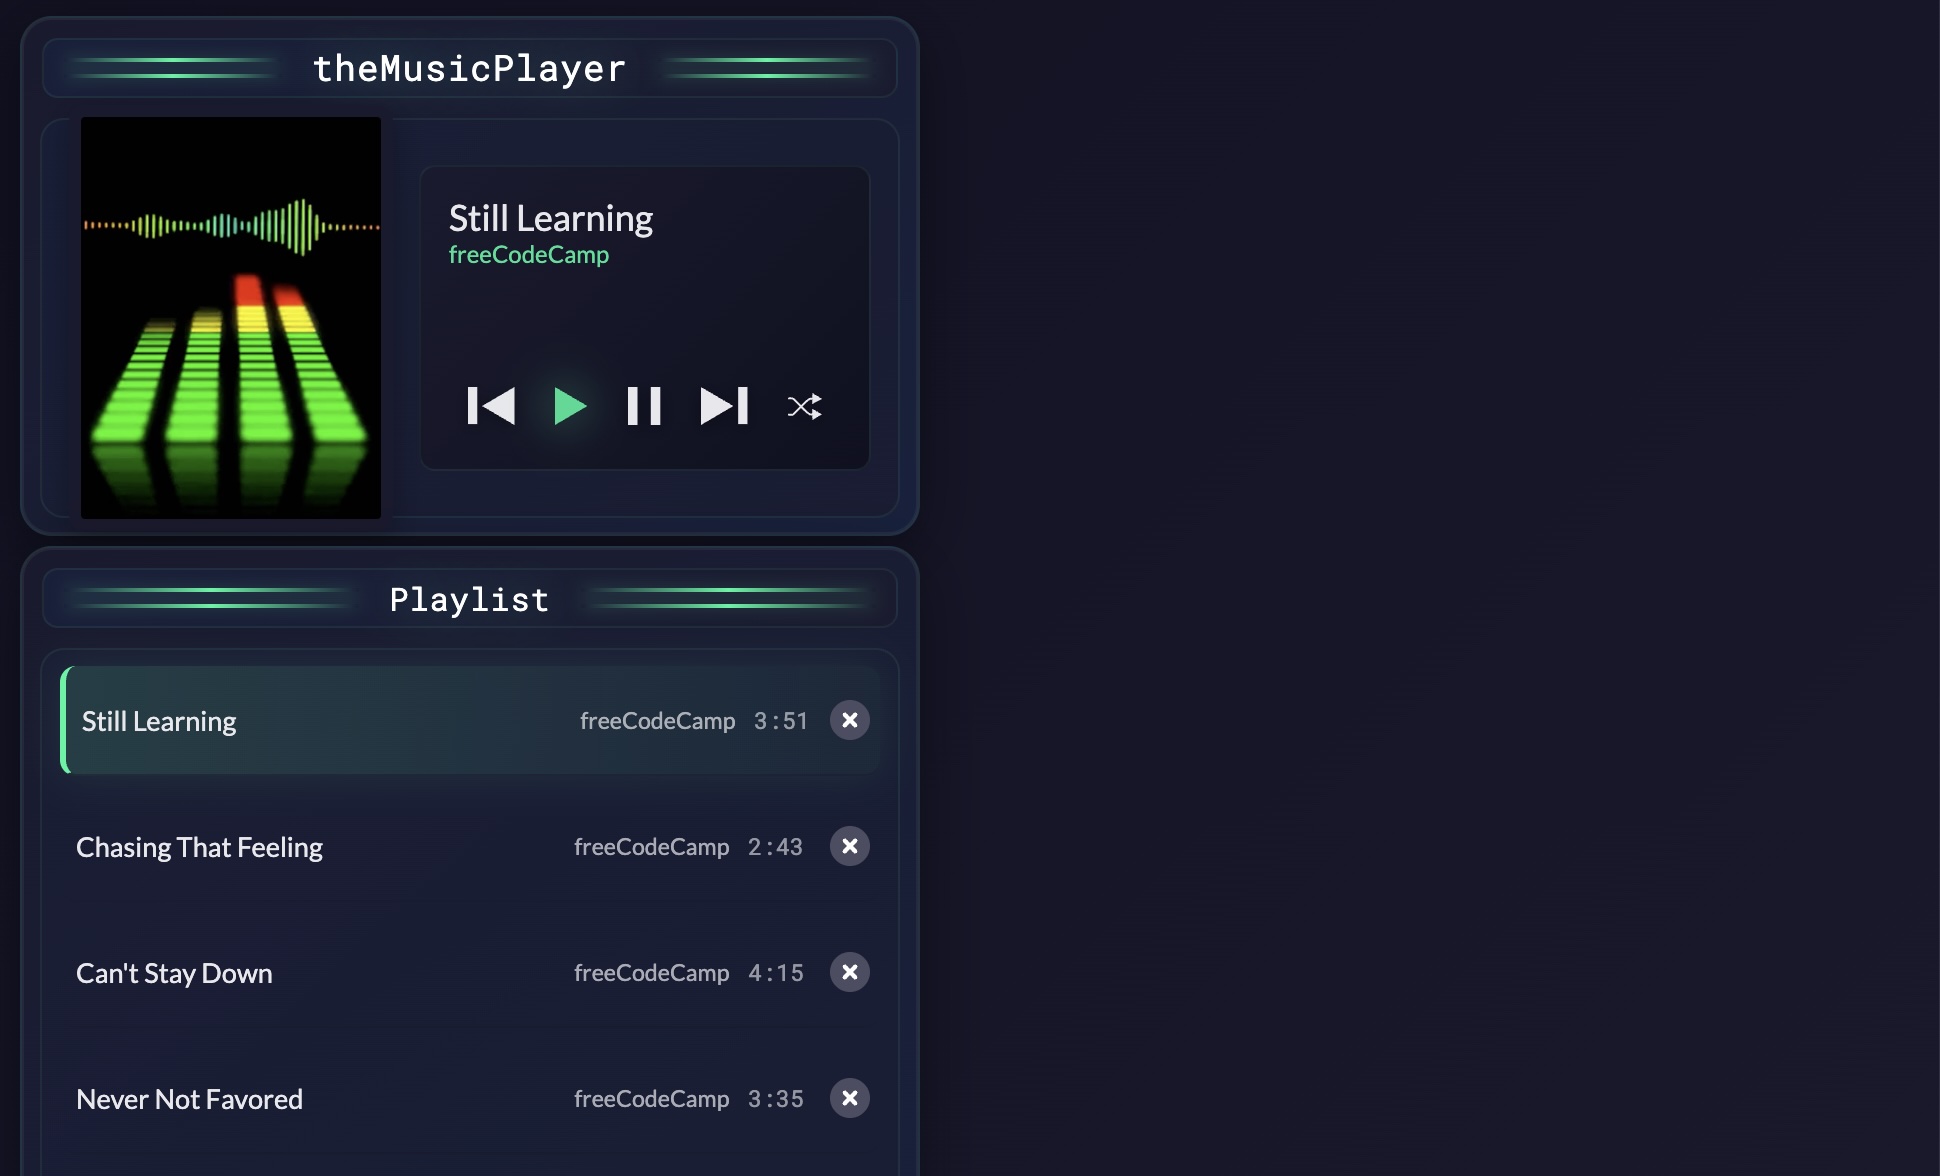 theMusicPlayer
Still Learning
freeCodeCamp
Playlist
Still Learning freeCodeCamp 3:51
Chasing That Feeling freeCodeCamp 2:43
Can't Stay Down freeCodeCamp 4:15
Never Not Favored freeCodeCamp 3:35